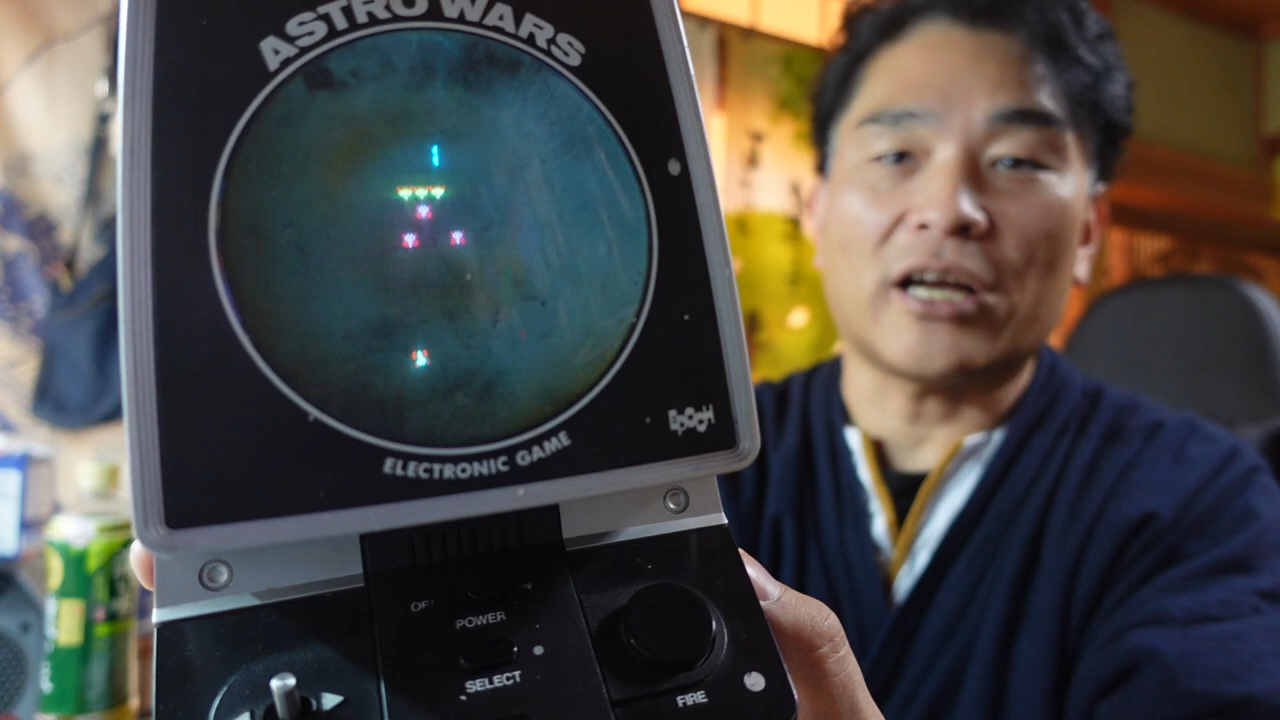 ASTRO WARS
EPOCH
ELECTRONIC GAME
POWER
SELECT
FIRE